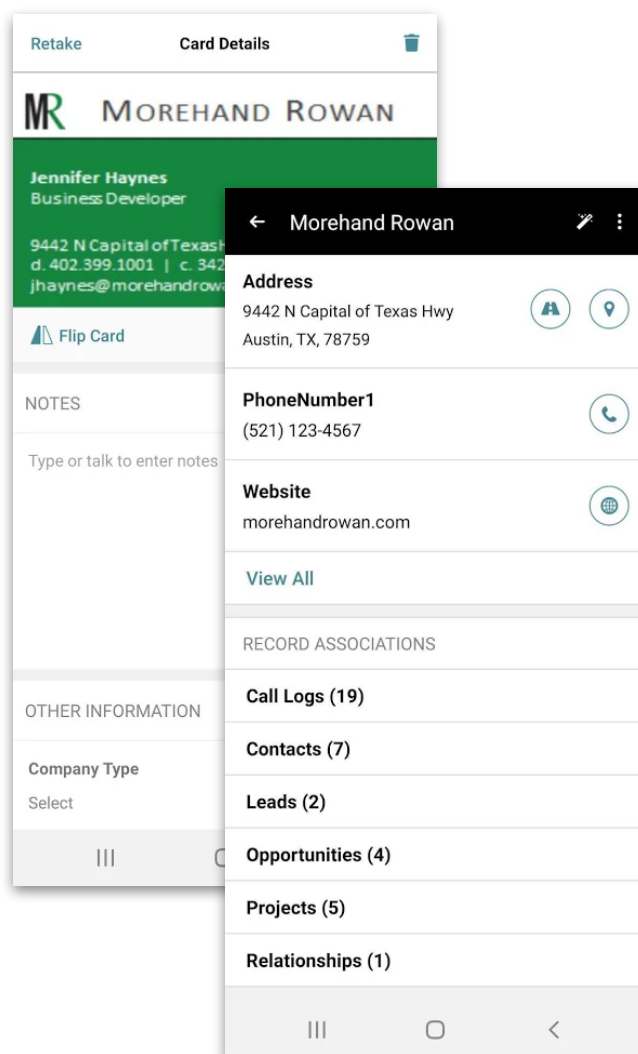 Retake
Card Details
MR
MOREHAND ROWAN
Jennifer Haynes
Business Developer
9442 N Capital of Texas
d. 402.399.1001 | c. 342
jhaynes@morehandrow
Flip Card
NOTES
Type or talk to enter notes
OTHER INFORMATION
Company Type
Select
Morehand Rowan
Address
9442 N Capital of Texas Hwy
Austin, TX, 78759
PhoneNumber1
(521) 123-4567
Website
morehandrowan.com
View All
RECORD ASSOCIATIONS
Call Logs (19)
Contacts (7)
Leads (2)
Opportunities (4)
Projects (5)
Relationships (1)